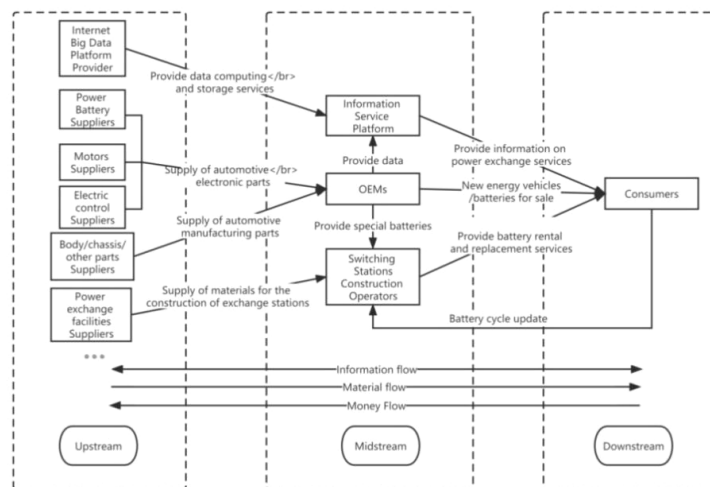 Internet
Big Data
Platform
Provider
Provide data computing</br>
and storage services
Power
Battery
Suppliers
Information
Service
Platform
Provide information on
power exchange services
Motors
Suppliers
Provide data
Supply of automotive</br>
electronic parts
OEMs
New energy vehicles
/batteries for sale
Consumers
Electric
control
Suppliers
Supply of automotive
manufacturing parts
Provide special batteries
Body/chassis/
other parts
Suppliers
Provide battery rental
and replacement services
Switching
Stations
Construction
Operators
Supply of materials for the
construction of exchange stations
Power
exchange
facilities
Suppliers
Battery cycle update
Information flow
Material flow
Money Flow
Upstream
Midstream
Downstream